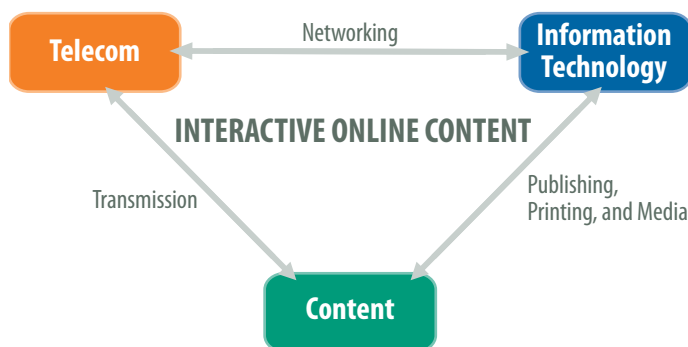 Networking
Telecom
Information
Technology
INTERACTIVE ONLINE CONTENT
Transmission
Publishing,
Printing, and Media
Content